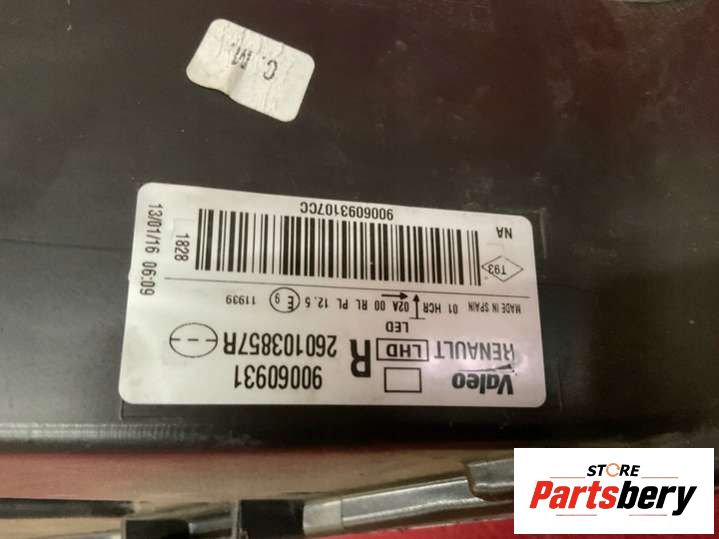 C.M.
Valeo
90060931
RENAULT LHD R 260103857R
LED
MADE IN SPAIN 01 HCR 02A 00 RL PL 12.5 E9 11939
T93
1828
13/01/16 06:09
NA
9006093107CC
STORE
Partsbery